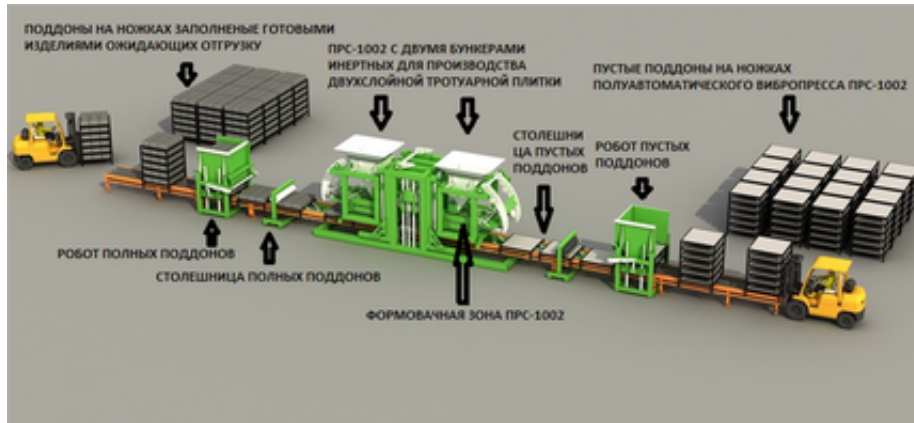 ПОДДОНЫ НА НОЖКАХ ЗАПОЛНЕНЫЕ ГОТОВЫМИ
ИЗДЕЛИЯМИ ОЖИДАЮЩИХ ОТГРУЗКУ
ПРС-1002 С ДВУМЯ БУНКЕРАМИ
ИНЕРТНЫХ ДЛЯ ПРОИЗВОДСТВА
ДВУХСЛОЙНОЙ ТРОТУАРНОЙ ПЛИТКИ
ПУСТЫЕ ПОДДОНЫ НА НОЖКАХ
ПОЛУАВТОМАТИЧЕСКОГО ВИБРОПРЕССА ПРС-1002
СТОЛЕШНИ
ЦА ПУСТЫХ
ПОДДОНОВ
РОБОТ ПУСТЫХ
ПОДДОНОВ
РОБОТ ПОЛНЫХ ПОДДОНОВ
СТОЛЕШНИЦА ПОЛНЫХ ПОДДОНОВ
ФОРМОВАЧНАЯ ЗОНА ПРС-1002